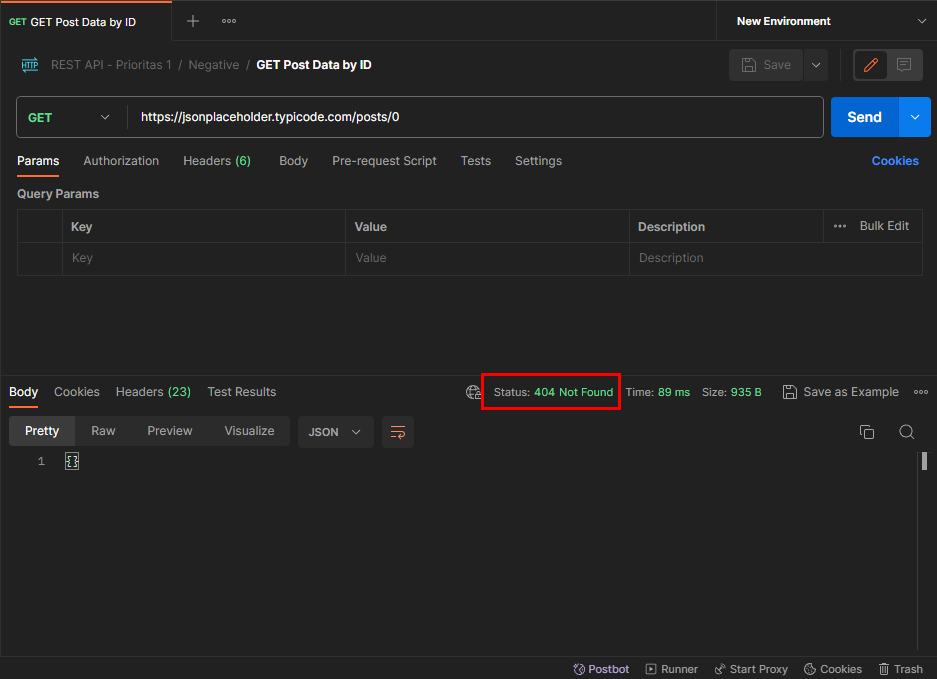 GET GET Post Data by ID
New Environment
HTTP REST API - Prioritas 1 / Negative / GET Post Data by ID
Save
GET https://jsonplaceholder.typicode.com/posts/0 Send
Params Authorization Headers (6) Body Pre-request Script Tests Settings Cookies
Query Params
Key Value Description Bulk Edit
Key Value Description
Body Cookies Headers (23) Test Results Status: 404 Not Found Time: 89 ms Size: 935 B Save as Example
Pretty Raw Preview Visualize JSON
1 {}
Postbot Runner Start Proxy Cookies Trash